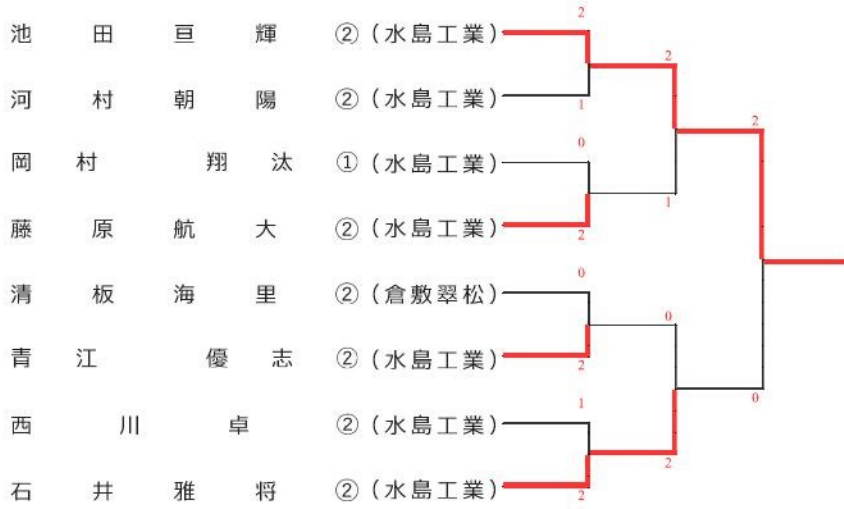 2
池田亘輝 ② (水島工業)
2
河村朝陽 ② (水島工業)
1
2
0
岡村翔汰 ① (水島工業)
1
藤原航大 ② (水島工業)
2
0
清板海里 ② (倉敷翠松)
0
青江優志 ② (水島工業)
2
0
1
西川卓 ② (水島工業)
2
石井雅将 ② (水島工業)
2